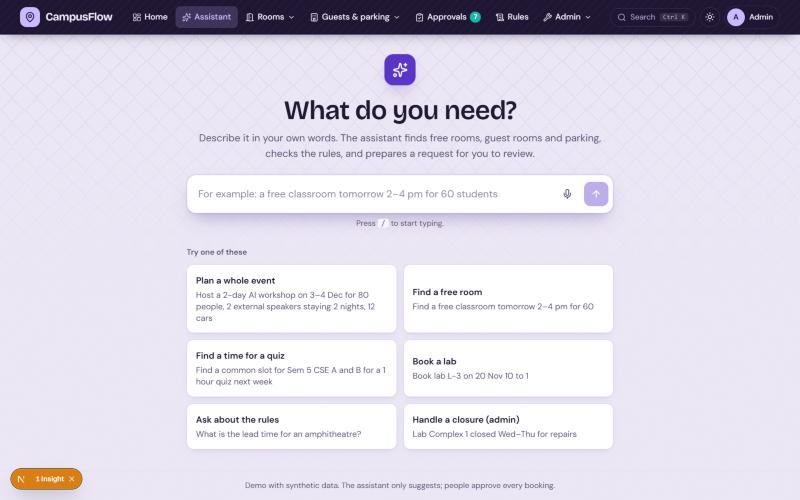 CampusFlow Home Assistant Rooms Guests & parking Approvals 7 Rules Admin Search Ctrl K A Admin
What do you need?
Describe it in your own words. The assistant finds free rooms, guest rooms and parking,
checks the rules, and prepares a request for you to review.
For example: a free classroom tomorrow 2–4 pm for 60 students
Press / to start typing.
Try one of these
Plan a whole event
Host a 2-day AI workshop on 3–4 Dec for 80
people, 2 external speakers staying 2 nights, 12
cars
Find a free room
Find a free classroom tomorrow 2–4 pm for 60
Find a time for a quiz
Find a common slot for Sem 5 CSE A and B for a 1
hour quiz next week
Book a lab
Book lab L-3 on 20 Nov 10 to 1
Ask about the rules
What is the lead time for an amphitheatre?
Handle a closure (admin)
Lab Complex 1 closed Wed–Thu for repairs
N 1 Insight ×
Demo with synthetic data. The assistant only suggests; people approve every booking.